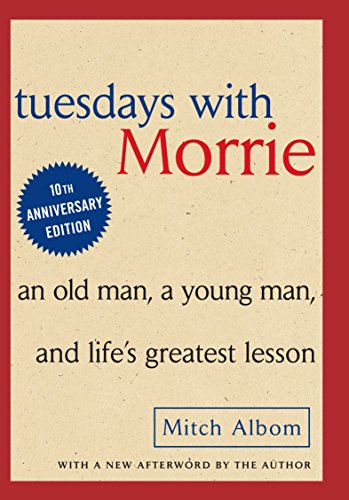 tuesdays with
Morrie
10TH
ANNIVERSARY
EDITION
an old man, a young man,
and life's greatest lesson
Mitch Albom
WITH A NEW AFTERWORD BY THE AUTHOR